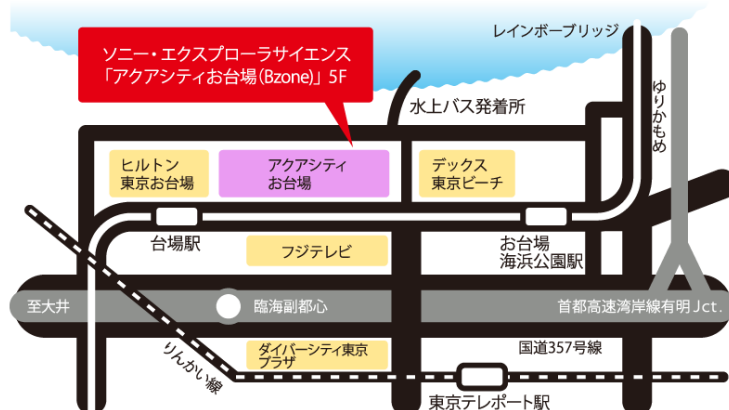 レインボーブリッジ
ソニー・エクスプローラサイエンス
「アクアシティお台場(Bzone)」5F
ゆりかもめ
水上バス発着所
ヒルトン
東京お台場
アクアシティ
お台場
デックス
東京ビーチ
台場駅
お台場
海浜公園駅
フジテレビ
至大井
臨海副都心
首都高速湾岸線有明Jct.
りんかい線
ダイバーシティ東京
プラザ
国道357号線
東京テレポート駅